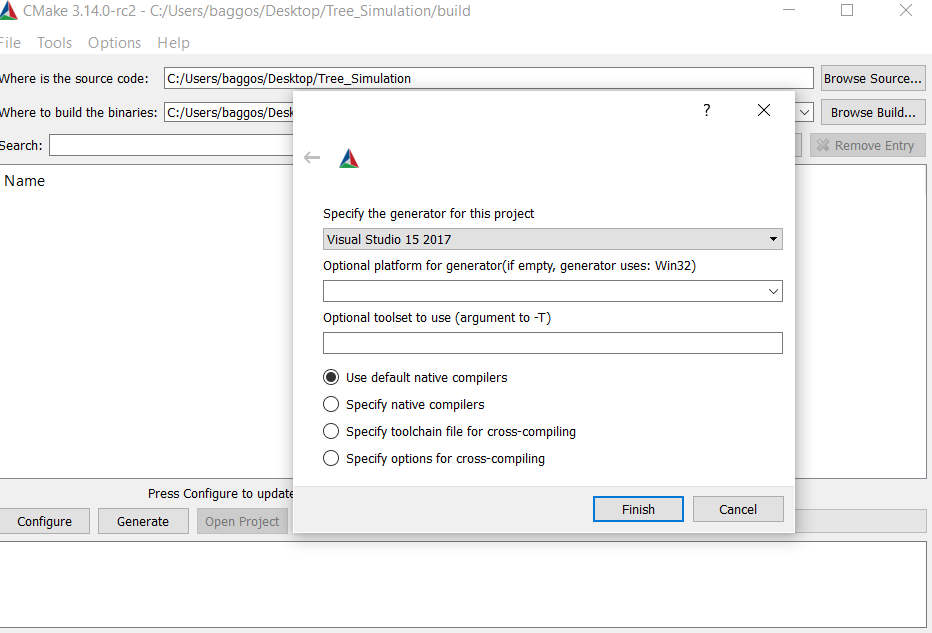 CMake 3.14.0-rc2 - C:/Users/baggos/Desktop/Tree_Simulation/build
File Tools Options Help
Where is the source code: C:/Users/baggos/Desktop/Tree_Simulation Browse Source...
Where to build the binaries: C:/Users/baggos/Desk Browse Build...
Search: Remove Entry
Name
?
Specify the generator for this project
Visual Studio 15 2017
Optional platform for generator(if empty, generator uses: Win32)
Optional toolset to use (argument to -T)
Use default native compilers
Specify native compilers
Specify toolchain file for cross-compiling
Specify options for cross-compiling
Finish Cancel
Press Configure to update
Configure Generate Open Project